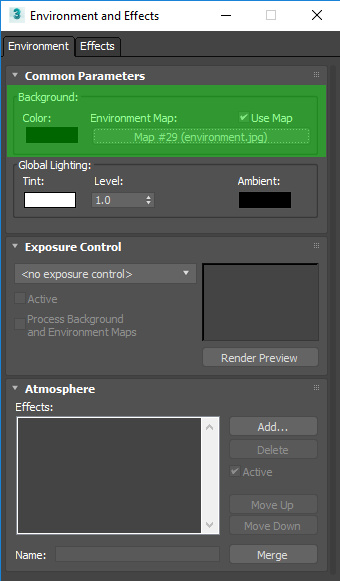 3 Environment and Effects
Environment Effects
Common Parameters
Background:
Color: Environment Map: Use Map
Map #29 (environment.jpg)
Global Lighting:
Tint: Level: Ambient:
1.0
Exposure Control
<no exposure control>
Active
Process Background
and Environment Maps
Render Preview
Atmosphere
Effects:
Add...
Delete
Active
Move Up
Move Down
Name: Merge